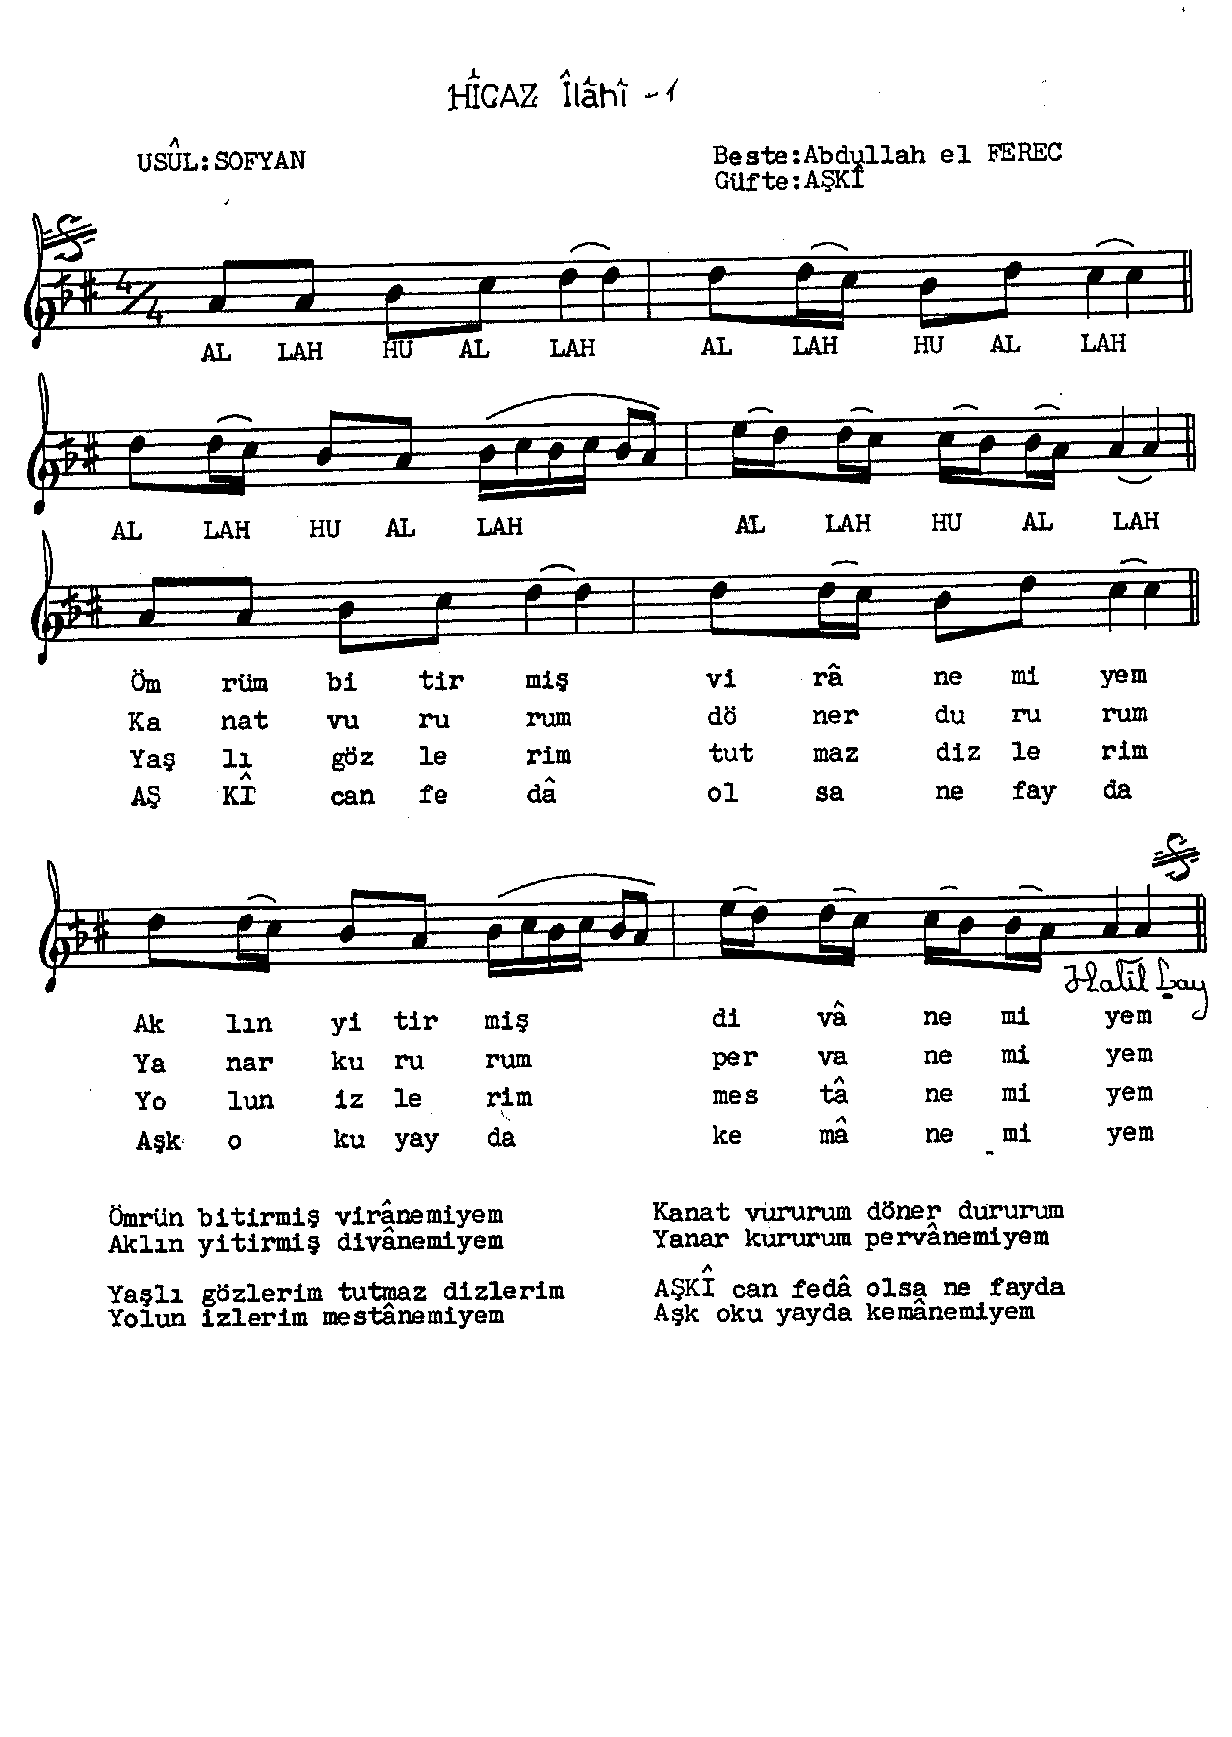 HÎCAZ Îlâhî -1
USÛL:SOFYAN
Beste:Abdullah el FEREC
Güfte:AŞKÎ
4/4
AL LAH HU AL LAH AL LAH HU AL LAH
AL LAH HU AL LAH AL LAH HU AL LAH
Öm rüm bi tir miş vi râ ne mi yem
Ka nat vu ru rum dö ner du ru rum
Yaş lı göz le rim tut maz diz le rim
AŞ KÎ can fe dâ ol sa ne fay da
Halil Çay
Ak lın yi tir miş di vâ ne mi yem
Ya nar ku ru rum per va ne mi yem
Yo lun iz le rim mes tâ ne mi yem
Aşk o ku yay da ke mâ ne mi yem
Ömrün bitirmiş virânemiyem
Aklın yitirmiş divânemiyem
Kanat vururum döner dururum
Yanar kururum pervânemiyem
Yaşlı gözlerim tutmaz dizlerim
Yolun izlerim mestânemiyem
AŞKÎ can fedâ olsa ne fayda
Aşk oku yayda kemânemiyem